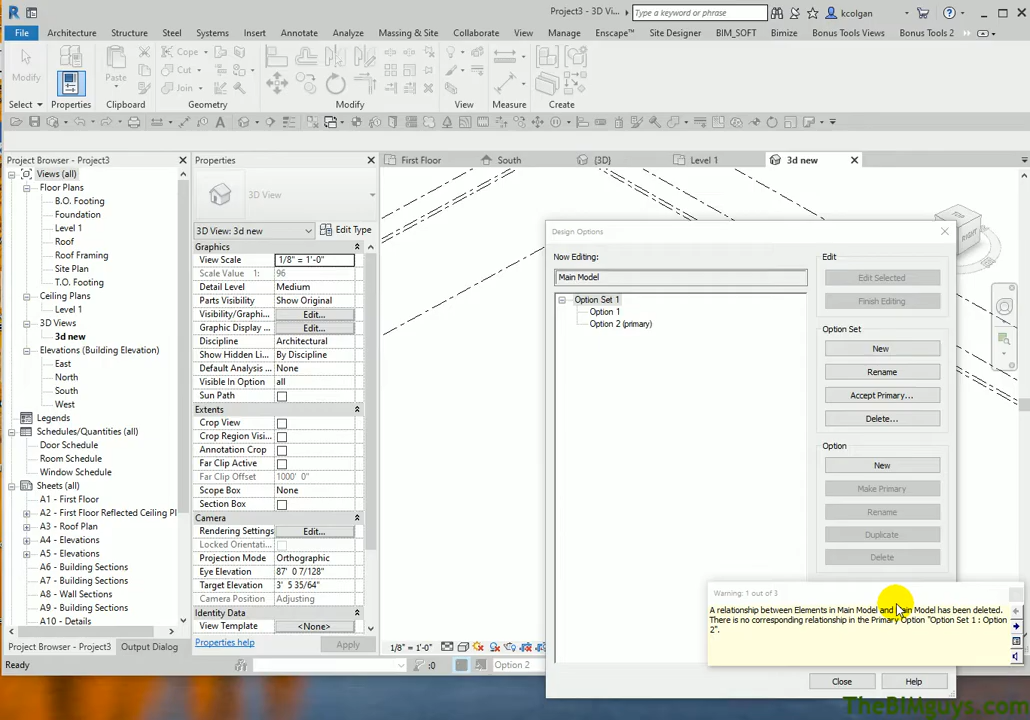 Project3 - 3D Vi...
Type a keyword or phrase
kcolgan
File Architecture Structure Steel Systems Insert Annotate Analyze Massing & Site Collaborate View Manage Enscape™ Site Designer BIM_SOFT Bimize Bonus Tools Views Bonus Tools 2
Modify Paste Cope Cut Join
Select Properties Clipboard Geometry Modify View Measure Create
Project Browser - Project3
Views (all)
Floor Plans
B.O. Footing
Foundation
Level 1
Roof
Roof Framing
Site Plan
T.O. Footing
Ceiling Plans
Level 1
3D Views
3d new
Elevations (Building Elevation)
East
North
South
West
Legends
Schedules/Quantities (all)
Door Schedule
Room Schedule
Window Schedule
Sheets (all)
A1 - First Floor
A2 - First Floor Reflected Ceiling Pl
A3 - Roof Plan
A4 - Elevations
A5 - Elevations
A6 - Building Sections
A7 - Building Sections
A8 - Wall Sections
A9 - Building Sections
A10 - Details
Project Browser - Project3 Output Dialog
Ready
Properties
3D View
3D View: 3d new Edit Type
Graphics
View Scale 1/8" = 1'-0"
Scale Value 1: 96
Detail Level Medium
Parts Visibility Show Original
Visibility/Graphi... Edit...
Graphic Display ... Edit...
Discipline Architectural
Show Hidden Li... By Discipline
Default Analysis ... None
Visible In Option all
Sun Path
Extents
Crop View
Crop Region Visi...
Annotation Crop
Far Clip Active
Far Clip Offset 1000' 0"
Scope Box None
Section Box
Camera
Rendering Settings Edit...
Locked Orientati...
Projection Mode Orthographic
Eye Elevation 87' 0 7/128"
Target Elevation 3' 5 35/64"
Camera Position Adjusting
Identity Data
View Template <None>
Properties help Apply
First Floor South {3D} Level 1 3d new
TOP
RIGHT
1/8" = 1'-0"
:0 Option 2
Design Options
Now Editing:
Main Model
Option Set 1
Option 1
Option 2 (primary)
Edit
Edit Selected
Finish Editing
Option Set
New
Rename
Accept Primary...
Delete...
Option
New
Make Primary
Rename
Duplicate
Delete
Warning: 1 out of 3
A relationship between Elements in Main Model and Main Model has been deleted.
There is no corresponding relationship in the Primary Option "Option Set 1 : Option
2".
Close Help
TheBIMguys.com